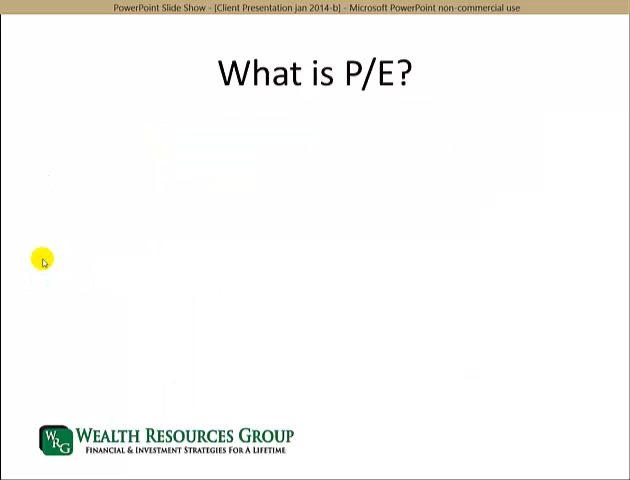 PowerPoint Slide Show - [Client Presentation jan 2014-b] - Microsoft PowerPoint non-commercial use
What is P/E?
WRG
WEALTH RESOURCES GROUP
FINANCIAL & INVESTMENT STRATEGIES FOR A LIFETIME